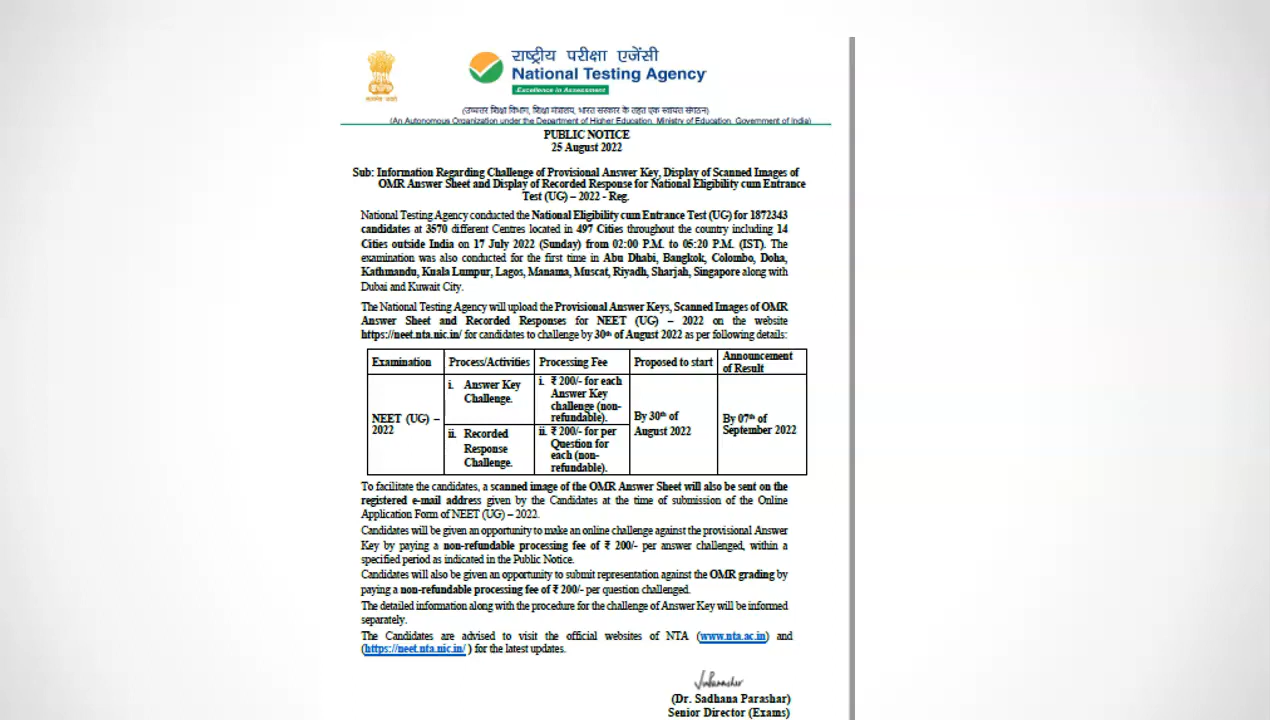 राष्ट्रीय परीक्षा एजेंसी
National Testing Agency
Excellence in Assessment
सत्यमेव जयते
(उच्चतर शिक्षा विभाग, शिक्षा मंत्रालय, भारत सरकार के तहत एक स्वायत्त संगठन)
(An Autonomous Organization under the Department of Higher Education, Ministry of Education, Government of India)
PUBLIC NOTICE
25 August 2022
Sub: Information Regarding Challenge of Provisional Answer Key, Display of Scanned Images of
OMR Answer Sheet and Display of Recorded Response for National Eligibility cum Entrance
Test (UG) – 2022 - Reg.
National Testing Agency conducted the National Eligibility cum Entrance Test (UG) for 1872343
candidates at 3570 different Centres located in 497 Cities throughout the country including 14
Cities outside India on 17 July 2022 (Sunday) from 02:00 P.M. to 05:20 P.M. (IST). The
examination was also conducted for the first time in Abu Dhabi, Bangkok, Colombo, Doha,
Kathmandu, Kuala Lumpur, Lagos, Manama, Muscat, Riyadh, Sharjah, Singapore along with
Dubai and Kuwait City.
The National Testing Agency will upload the Provisional Answer Keys, Scanned Images of OMR
Answer Sheet and Recorded Responses for NEET (UG) – 2022 on the website
https://neet.nta.nic.in/ for candidates to challenge by 30th of August 2022 as per following details:
Examination Process/Activities Processing Fee Proposed to start Announcement
of Result
NEET (UG) –
2022
i. Answer Key
Challenge.
i. ₹ 200/- for each
Answer Key
challenge (non-
refundable).
ii. Recorded
Response
Challenge.
ii. ₹ 200/- for per
Question for
each (non-
refundable).
By 30th of
August 2022
By 07th of
September 2022
To facilitate the candidates, a scanned image of the OMR Answer Sheet will also be sent on the
registered e-mail address given by the Candidates at the time of submission of the Online
Application Form of NEET (UG) – 2022.
Candidates will be given an opportunity to make an online challenge against the provisional Answer
Key by paying a non-refundable processing fee of ₹ 200/- per answer challenged, within a
specified period as indicated in the Public Notice.
Candidates will also be given an opportunity to submit representation against the OMR grading by
paying a non-refundable processing fee of ₹ 200/- per question challenged.
The detailed information along with the procedure for the challenge of Answer Key will be informed
separately.
The Candidates are advised to visit the official websites of NTA (www.nta.ac.in) and
(https://neet.nta.nic.in/ ) for the latest updates.
(Dr. Sadhana Parashar)
Senior Director (Exams)